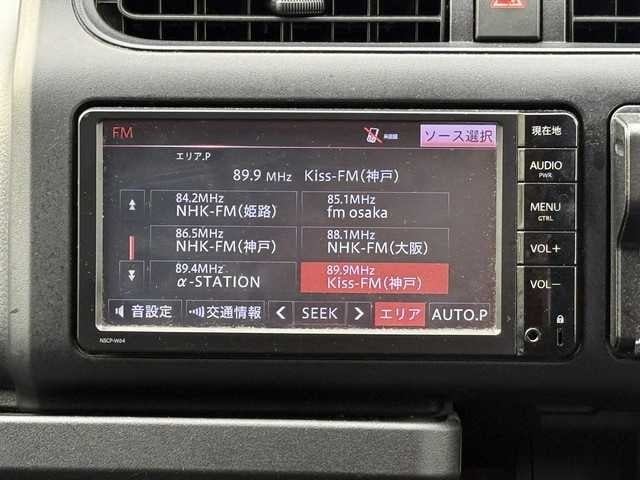 FM
ソース選択
エリア.P
89.9 MHz Kiss-FM(神戸)
84.2MHz
NHK-FM(姫路)
85.1MHz
fm osaka
86.5MHz
NHK-FM(神戸)
88.1MHz
NHK-FM(大阪)
89.4MHz
α-STATION
89.9MHz
Kiss-FM(神戸)
音設定
交通情報
SEEK
エリア
AUTO.P
現在地
AUDIO
PWR
MENU
CTRL
VOL+
VOL-
NSCP-W64